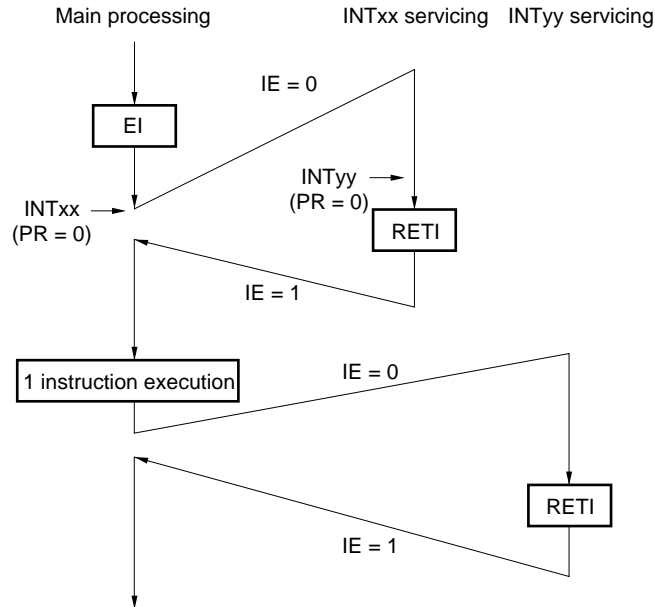 Main processing
INTxx servicing
INTyy servicing
IE = 0
EI
INTyy
(PR = 0)
INTxx
(PR = 0)
RETI
IE = 1
1 instruction execution
IE = 0
RETI
IE = 1